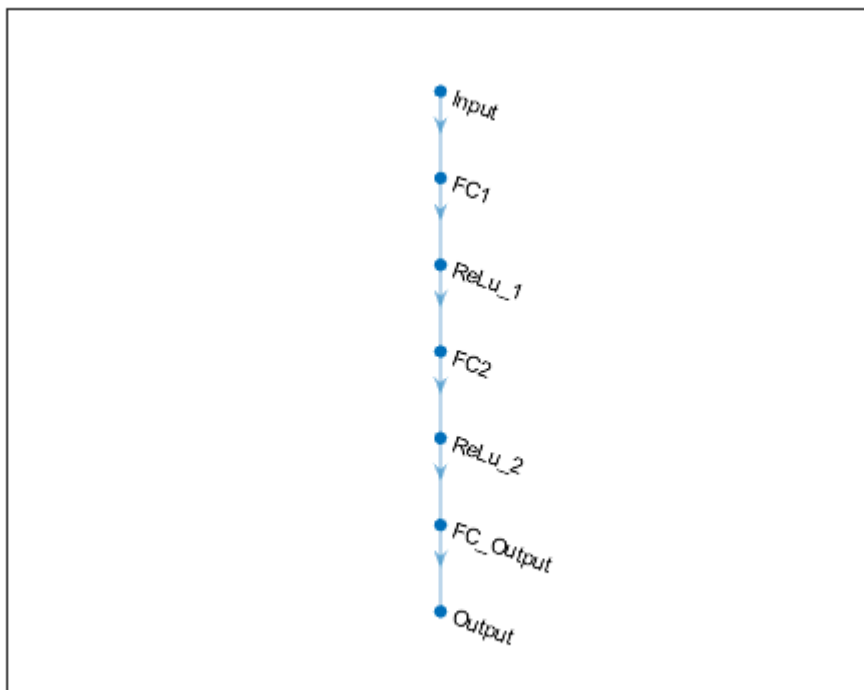 Input
FC1
ReLu_1
FC2
ReLu_2
FC_Output
Output